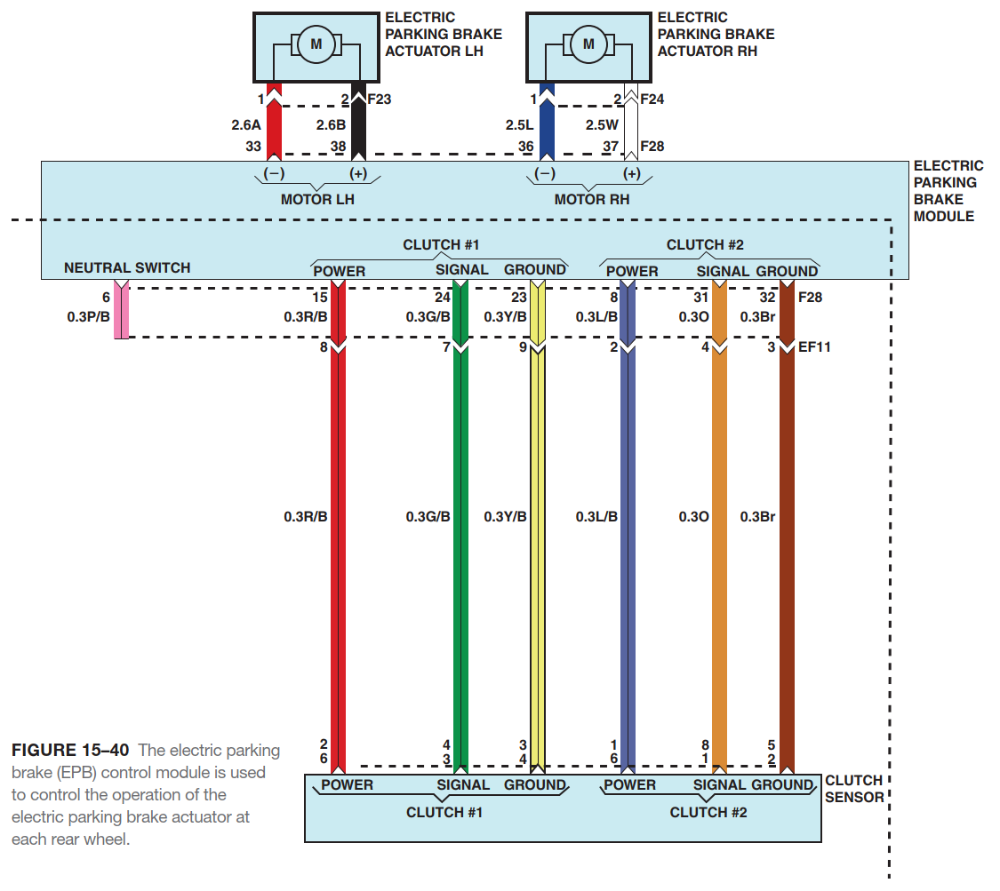 ELECTRIC
PARKING BRAKE
ACTUATOR LH
ELECTRIC
PARKING BRAKE
ACTUATOR RH
M
M
1
2
F23
1
2
F24
2.6A
2.6B
2.5L
2.5W
33
38
36
37
F28
(−)
(+)
(−)
(+)
MOTOR LH
MOTOR RH
ELECTRIC
PARKING
BRAKE
MODULE
CLUTCH #1
CLUTCH #2
NEUTRAL SWITCH
POWER
SIGNAL
GROUND
POWER
SIGNAL
GROUND
6
15
24
23
8
31
32
F28
0.3P/B
0.3R/B
0.3G/B
0.3Y/B
0.3L/B
0.3O
0.3Br
8
7
9
2
4
3
EF11
0.3R/B
0.3G/B
0.3Y/B
0.3L/B
0.3O
0.3Br
2
4
3
1
8
5
6
3
4
6
1
2
POWER
SIGNAL
GROUND
POWER
SIGNAL
GROUND
CLUTCH #1
CLUTCH #2
CLUTCH
SENSOR
FIGURE 15–40 The electric parking
brake (EPB) control module is used
to control the operation of the
electric parking brake actuator at
each rear wheel.